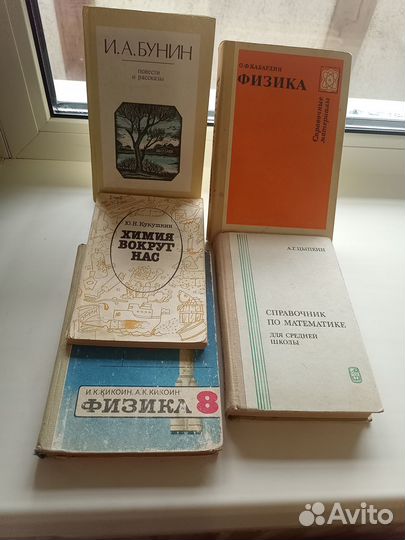 И.А.БУНИН
повести
и рассказы
О.Ф.КАБАРДИН
ФИЗИКА
Справочные
материалы
Ю.Н.Кукушкин
ХИМИЯ
ВОКРУГ
НАС
А.Г.ЦЫПКИН
СПРАВОЧНИК
ПО МАТЕМАТИКЕ
ДЛЯ СРЕДНЕЙ
ШКОЛЫ
И.К.КИКОИН, А.К.КИКОИН
ФИЗИКА 8
Avito